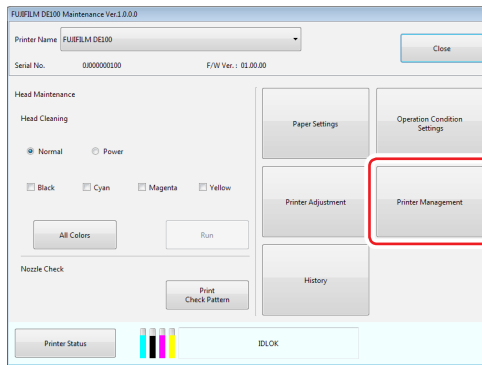 FUJIFILM DE100 Maintenance Ver.1.0.0.0
Printer Name FUJIFILM DE100
Close
Serial No. 0J000000100 F/W Ver. : 01.00.00
Head Maintenance
Head Cleaning
Normal Power
Black Cyan Magenta Yellow
All Colors Run
Nozzle Check
Print
Check Pattern
Paper Settings
Operation Condition
Settings
Printer Adjustment
Printer Management
History
Printer Status
IDLOK